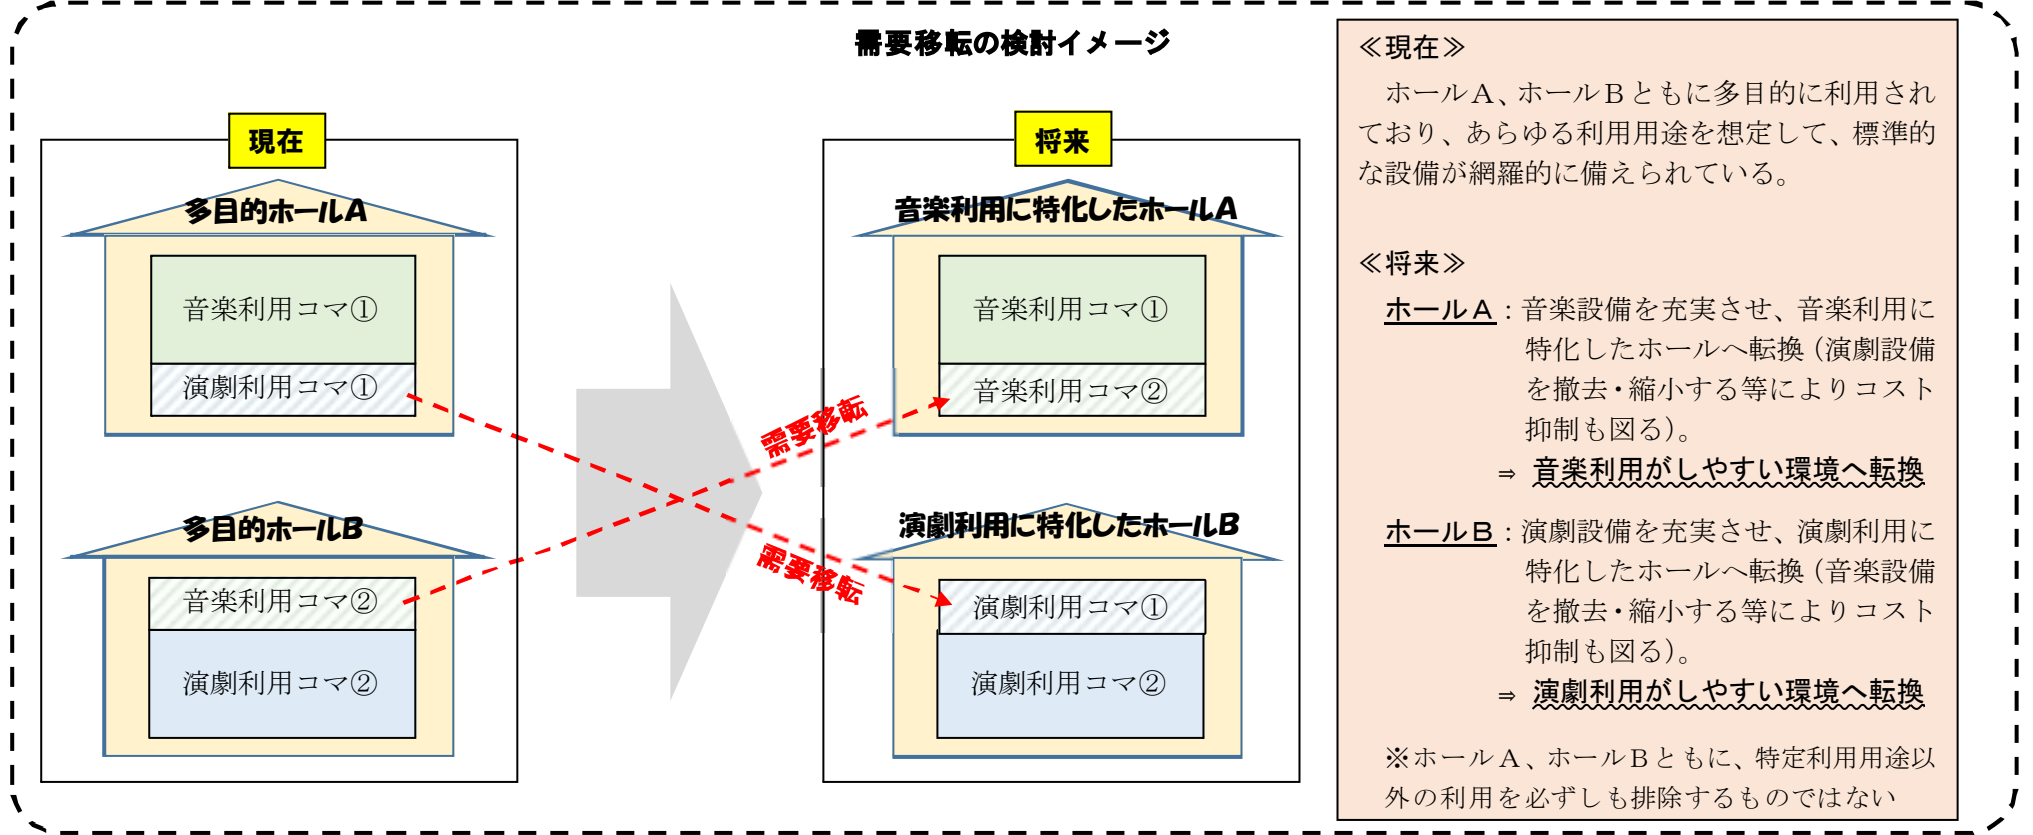 需要移転の検討イメージ
現在
多目的ホールA
音楽利用コマ①
演劇利用コマ①
多目的ホールB
音楽利用コマ②
演劇利用コマ②
需要移転
需要移転
将来
音楽利用に特化したホールA
音楽利用コマ①
音楽利用コマ②
演劇利用に特化したホールB
演劇利用コマ①
演劇利用コマ②
≪現在≫
ホールA、ホールBともに多目的に利用され
ており、あらゆる利用用途を想定して、標準的
な設備が網羅的に備えられている。
≪将来≫
ホールA:音楽設備を充実させ、音楽利用に
特化したホールへ転換(演劇設備
を撤去・縮小する等によりコスト
抑制も図る)。
⇒ 音楽利用がしやすい環境へ転換
ホールB:演劇設備を充実させ、演劇利用に
特化したホールへ転換(音楽設備
を撤去・縮小する等によりコスト
抑制も図る)。
⇒ 演劇利用がしやすい環境へ転換
※ホールA、ホールBともに、特定利用用途以
外の利用を必ずしも排除するものではない